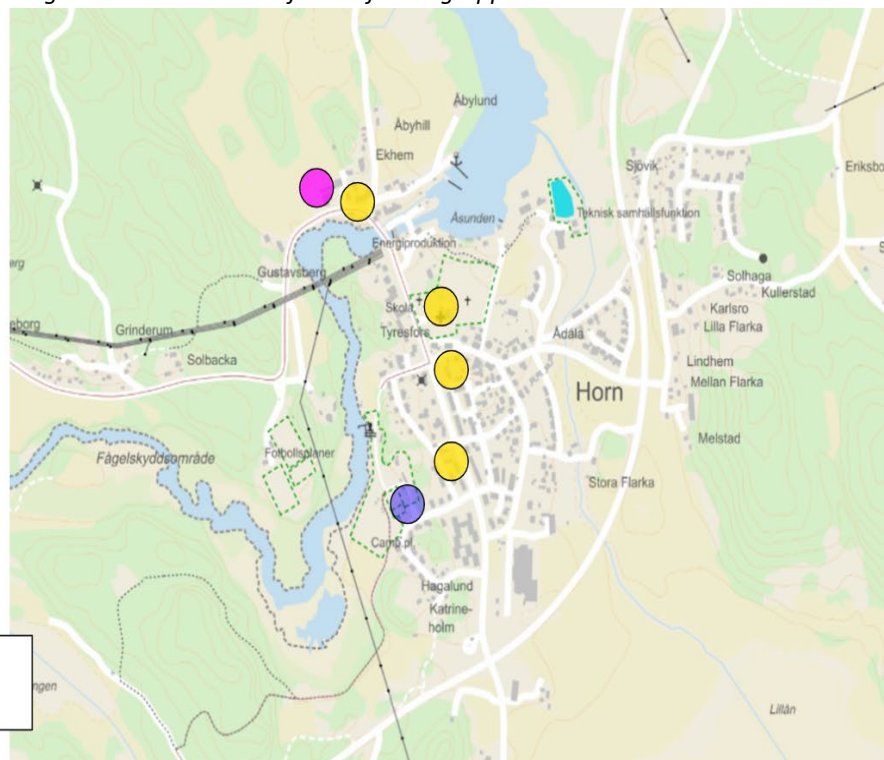 Åbylund
Åbyhill
Ekhem
Sjövik
Eriksbo
Teknisk samhällsfunktion
Åsunden
Energiproduktion
Gustavsberg
Solhaga
Kullerstad
Skola
Karlsro
Grinderum
Tyresfors
Lilla Flarka
Ådala
Solbacka
Lindhem
Horn
Mellan Flarka
Melstad
Fotbollsplaner
Fågelskyddsområde
Stora Flarka
Camp.pl
Hagalund
Katrine-
holm
Lillån